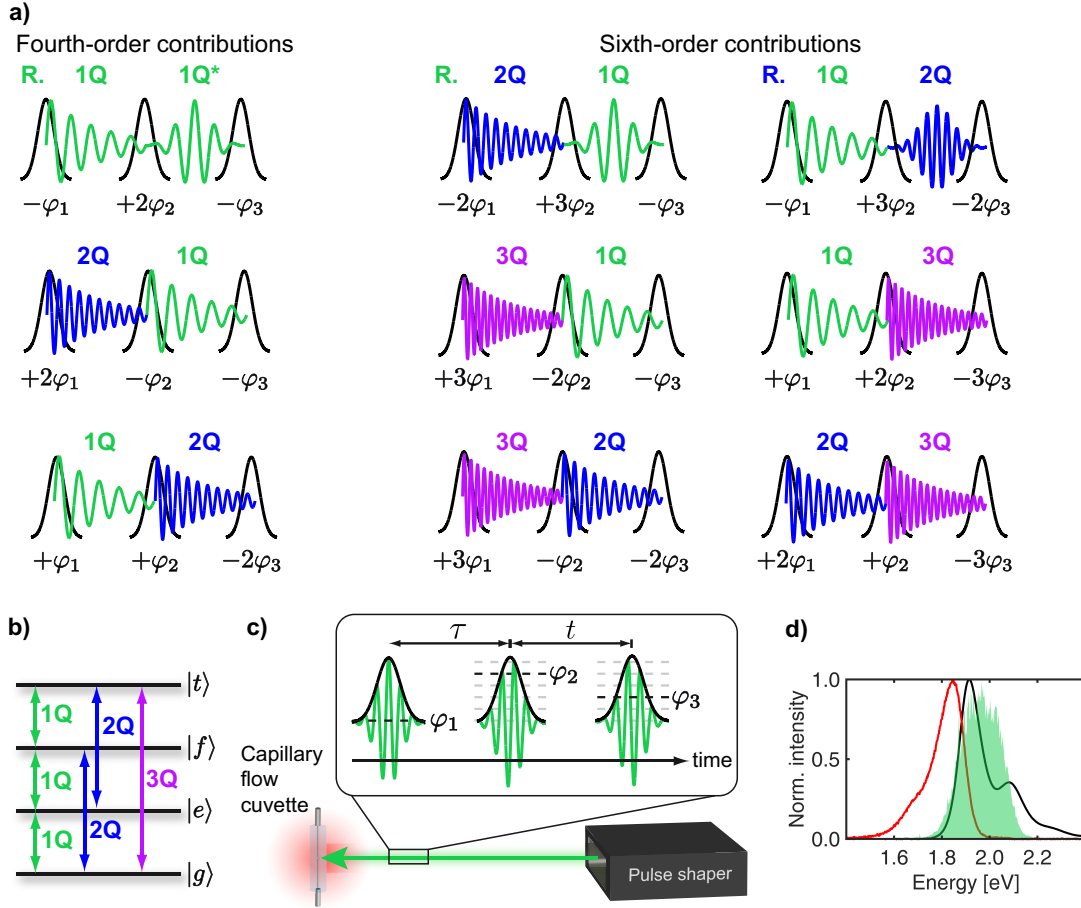 a)
Fourth-order contributions
Sixth-order contributions
R. 1Q 1Q*
R. 2Q 1Q
R. 1Q 2Q
−φ₁ +2φ₂ −φ₃
−2φ₁ +3φ₂ −φ₃
−φ₁ +3φ₂ −2φ₃
2Q 1Q
3Q 1Q
1Q 3Q
+2φ₁ −φ₂ −φ₃
+3φ₁ −2φ₂ −φ₃
+φ₁ +2φ₂ −3φ₃
1Q 2Q
3Q 2Q
2Q 3Q
+φ₁ +φ₂ −2φ₃
+3φ₁ −φ₂ −2φ₃
+2φ₁ +φ₂ −3φ₃
b)
|t⟩
1Q 2Q
|f⟩
1Q 3Q
|e⟩
1Q 2Q
|g⟩
c)
τ t
φ₁ φ₂ φ₃
time
Capillary
flow
cuvette
Pulse shaper
d)
Norm. intensity
1.0
0.5
0.0
1.6 1.8 2.0 2.2
Energy [eV]